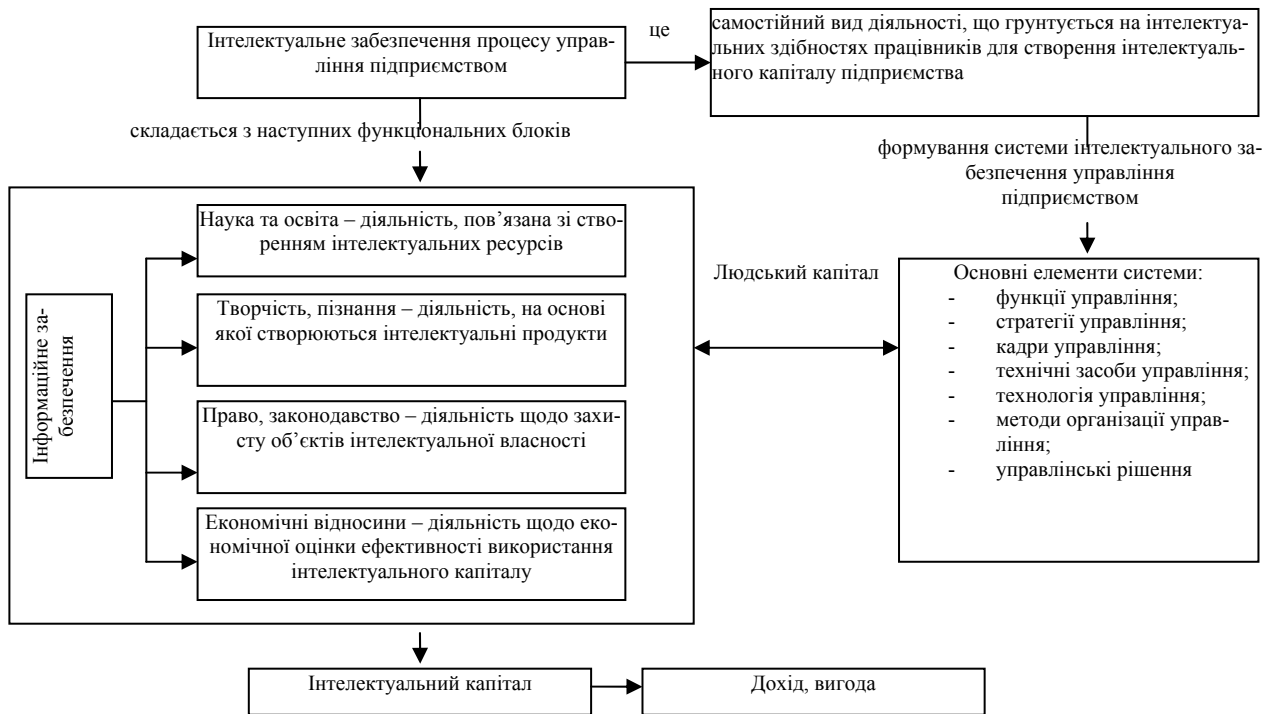 Інтелектуальне забезпечення процесу управ-
ління підприємством
це
самостійний вид діяльності, що грунтується на інтелекту-
альних здібностях працівників для створення інтелектуаль-
ного капіталу підприємства
складається з наступних функціональних блоків
формування системи інтелектуального за-
безпечення управління
підприємством
Інформаційне за-
безпечення
Наука та освіта – діяльність, пов’язана зі ство-
ренням інтелектуальних ресурсів
Творчість, пізнання – діяльність, на основі
якої створюються інтелектуальні продукти
Право, законодавство – діяльність щодо захи-
сту об’єктів інтелектуальної власності
Економічні відносини – діяльність щодо еко-
номічної оцінки ефективності використання
інтелектуального капіталу
Людський капітал
Основні елементи системи:
- функції управління;
- стратегії управління;
- кадри управління;
- технічні засоби управління;
- технологія управління;
- методи організації управ-
ління;
- управлінські рішення
Інтелектуальний капітал
Дохід, вигода